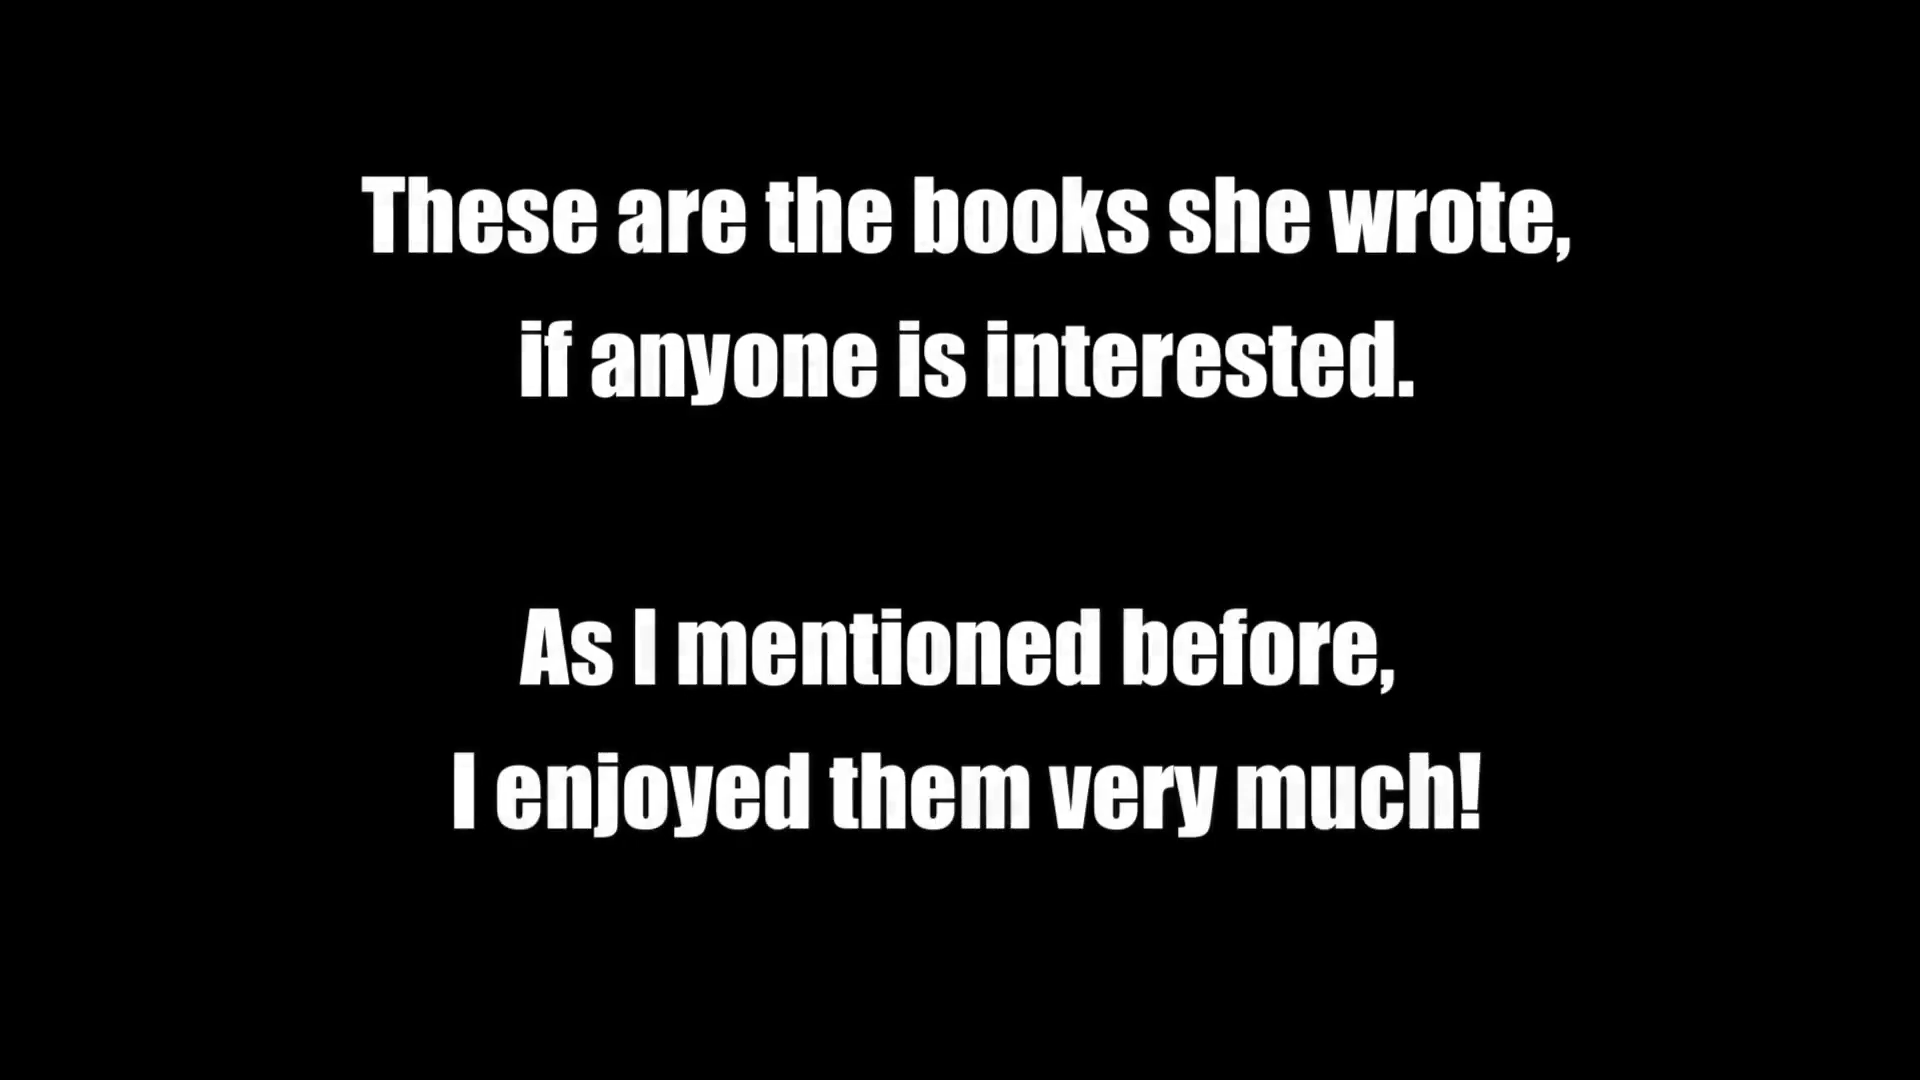 These are the books she wrote,
if anyone is interested.
As I mentioned before,
I enjoyed them very much!